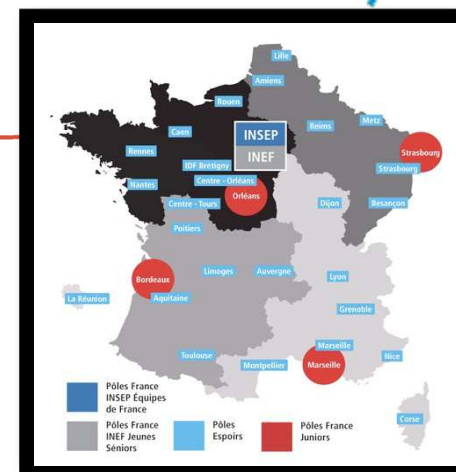 Lille
Amiens
Rouen
Metz
Reims
Caen
INSEP
INEF
Strasbourg
Rennes
IDF Brétigny
Strasbourg
Centre - Orléans
Nantes
Orléans
Centre - Tours
Dijon
Besançon
Poitiers
Limoges
Auvergne
Lyon
Bordeaux
La Réunion
Aquitaine
Grenoble
Marseille
Toulouse
Montpellier
Marseille
Nice
Pôles France
INSEP Équipes
de France
Pôles France
INEF Jeunes
Séniors
Pôles
Espoirs
Pôles France
Juniors
Corse